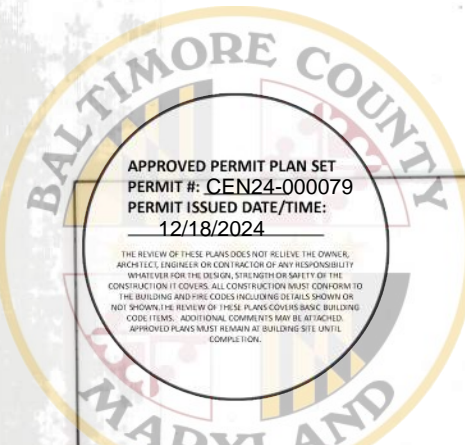 BALTIMORE COUNTY
APPROVED PERMIT PLAN SET
PERMIT #: CEN24-000079
PERMIT ISSUED DATE/TIME:
12/18/2024
THE REVIEW OF THESE PLANS DOES NOT RELIEVE THE OWNER,
ARCHITECT, ENGINEER OR CONTRACTOR OF ANY RESPONSIBILITY
WHATEVER FOR THE DESIGN, STRENGTH OR SAFETY OF THE
CONSTRUCTION IT COVERS. ALL CONSTRUCTION MUST CONFORM TO
THE BUILDING AND FIRE CODES INCLUDING DETAILS SHOWN OR
NOT SHOWN.THE REVIEW OF THESE PLANS COVERS BASIC BUILDING
CODE ITEMS. ADDITIONAL COMMENTS MAY BE ATTACHED.
APPROVED PLANS MUST REMAIN AT BUILDING SITE UNTIL
COMPLETION.
MARYLAND